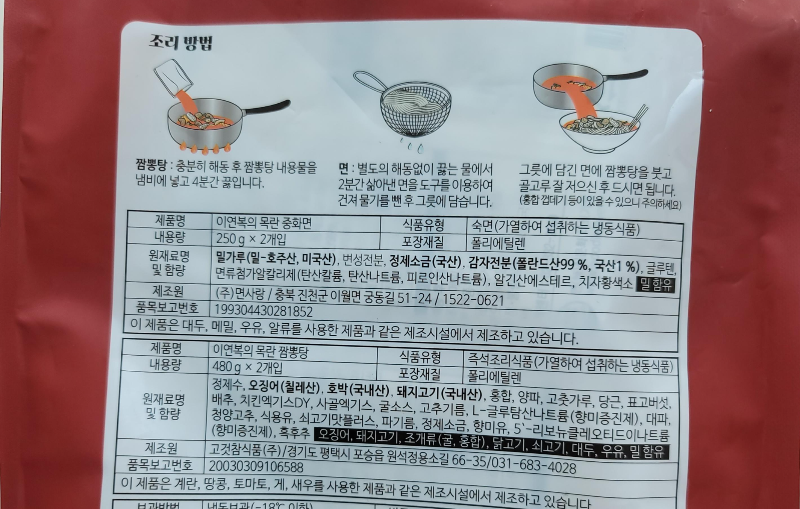 조리 방법
짬뽕탕 : 충분히 해동 후 짬뽕탕 내용물을
냄비에 넣고 4분간 끓입니다.
면 : 별도의 해동없이 끓는 물에서
2분간 삶아낸 면을 도구를 이용하여
건져 물기를 뺀 후 그릇에 담습니다.
그릇에 담긴 면에 짬뽕탕을 붓고
골고루 잘 저으신 후 드시면 됩니다.
(홍합 껍데기 등이 있을 수 있으니 주의하세요)
제품명 이연복의 목란 중화면 식품유형 숙면(가열하여 섭취하는 냉동식품)
내용량 250 g × 2개입 포장재질 폴리에틸렌
원재료명 및 함량 밀가루(밀-호주산, 미국산), 변성전분, 정제소금(국산), 감자전분(폴란드산99 %, 국산1 %), 글루텐,
면류첨가알칼리제(탄산칼륨, 탄산나트륨, 피로인산나트륨), 알긴산에스테르, 치자황색소 밀 함유
제조원 (주)면사랑 / 충북 진천군 이월면 궁동길 51-24 / 1522-0621
품목보고번호 199304430281852
이 제품은 대두, 메밀, 우유, 알류를 사용한 제품과 같은 제조시설에서 제조하고 있습니다.
제품명 이연복의 목란 짬뽕탕 식품유형 즉석조리식품(가열하여 섭취하는 냉동식품)
내용량 480 g × 2개입 포장재질 폴리에틸렌
원재료명 및 함량 정제수, 오징어(칠레산), 호박(국내산), 돼지고기(국내산), 홍합, 양파, 고춧가루, 당근, 표고버섯,
배추, 치킨엑기스DY, 사골엑기스, 굴소스, 고추기름, L-글루탐산나트륨(향미증진제), 대파,
청양고추, 식용유, 쇠고기맛플러스, 파기름, 정제소금, 향미유, 5'-리보뉴클레오티드이나트륨
(향미증진제), 흑후추 오징어, 돼지고기, 조개류(굴, 홍합), 닭고기, 쇠고기, 대두, 우유, 밀 함유
제조원 고것참식품(주)/경기도 평택시 포승읍 원석정용소길 66-35/031-683-4028
품목보고번호 20030309106588
이 제품은 계란, 땅콩, 토마토, 게, 새우를 사용한 제품과 같은 제조시설에서 제조하고 있습니다
보관방법 냉동보관(-18℃ 이하)